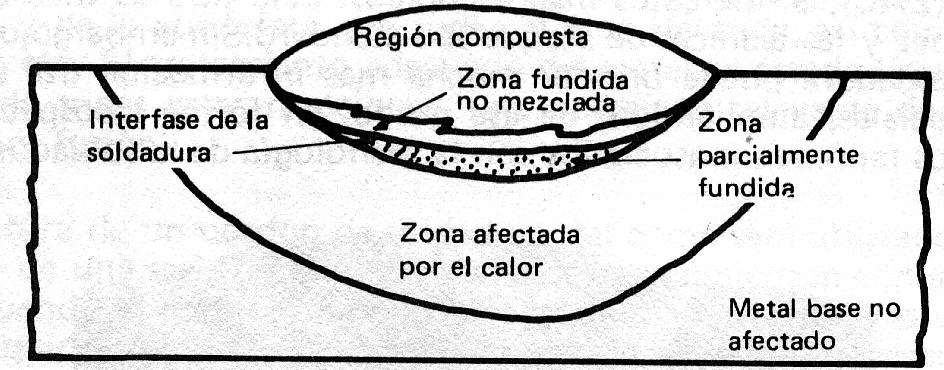 Región compuesta
Zona fundida
no mezclada
Interfase de la
soldadura
Zona
parcialmente
fundida
Zona afectada
por el calor
Metal base no
afectado